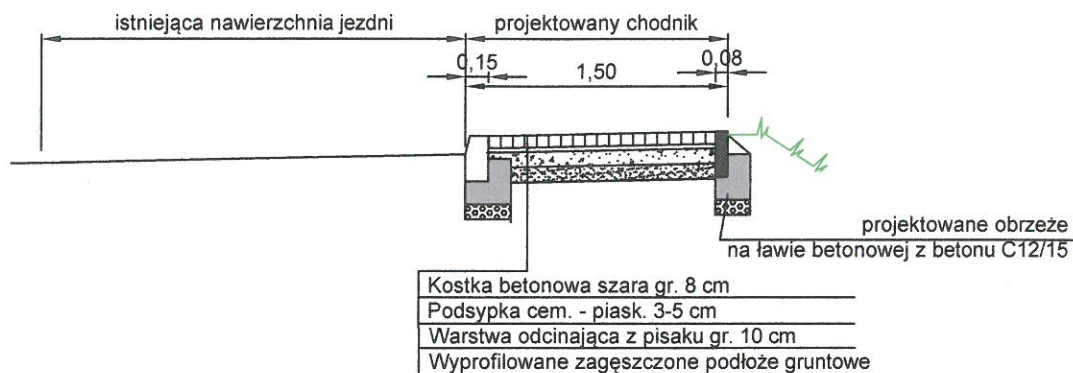 istniejąca nawierzchnia jezdni
projektowany chodnik
0,15
0,08
1,50
projektowane obrzeże
na ławie betonowej z betonu C12/15
Kostka betonowa szara gr. 8 cm
Podsypka cem. - piask. 3-5 cm
Warstwa odcinająca z pisaku gr. 10 cm
Wyprofilowane zagęszczone podłoże gruntowe